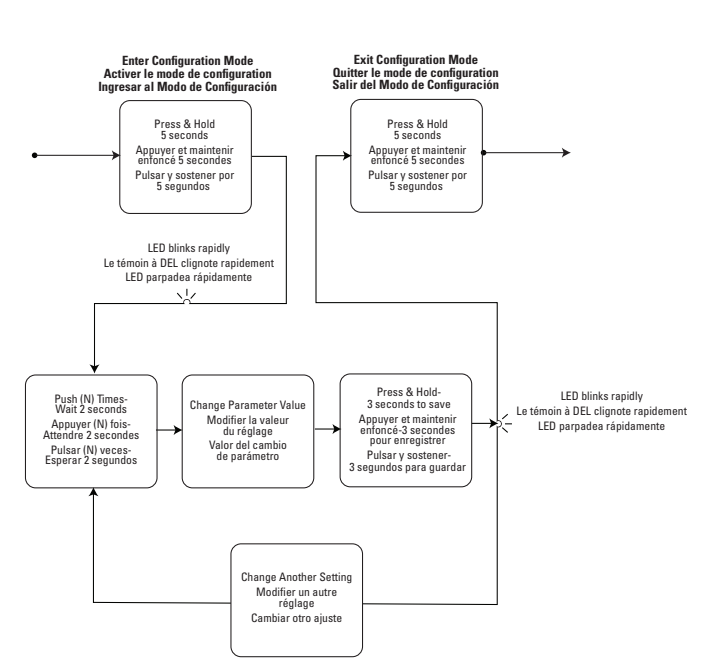 Enter Configuration Mode
Activer le mode de configuration
Ingresar al Modo de Configuración
Exit Configuration Mode
Quitter le mode de configuration
Salir del Modo de Configuración
Press & Hold
5 seconds
Appuyer et maintenir
enfoncé 5 secondes
Pulsar y sostener por
5 segundos
Press & Hold
5 seconds
Appuyer et maintenir
enfoncé 5 secondes
Pulsar y sostener por
5 segundos
LED blinks rapidly
Le témoin à DEL clignote rapidement
LED parpadea rápidamente
Push (N) Times-
Wait 2 seconds
Appuyer (N) fois-
Attendre 2 secondes
Pulsar (N) veces-
Esperar 2 segundos
Change Parameter Value
Modifier la valeur
du réglage
Valor del cambio
de parámetro
Press & Hold-
3 seconds to save
Appuyer et maintenir
enfoncé-3 secondes
pour enregistrer
Pulsar y sostener-
3 segundos para guardar
LED blinks rapidly
Le témoin à DEL clignote rapidement
LED parpadea rápidamente
Change Another Setting
Modifier un autre
réglage
Cambiar otro ajuste